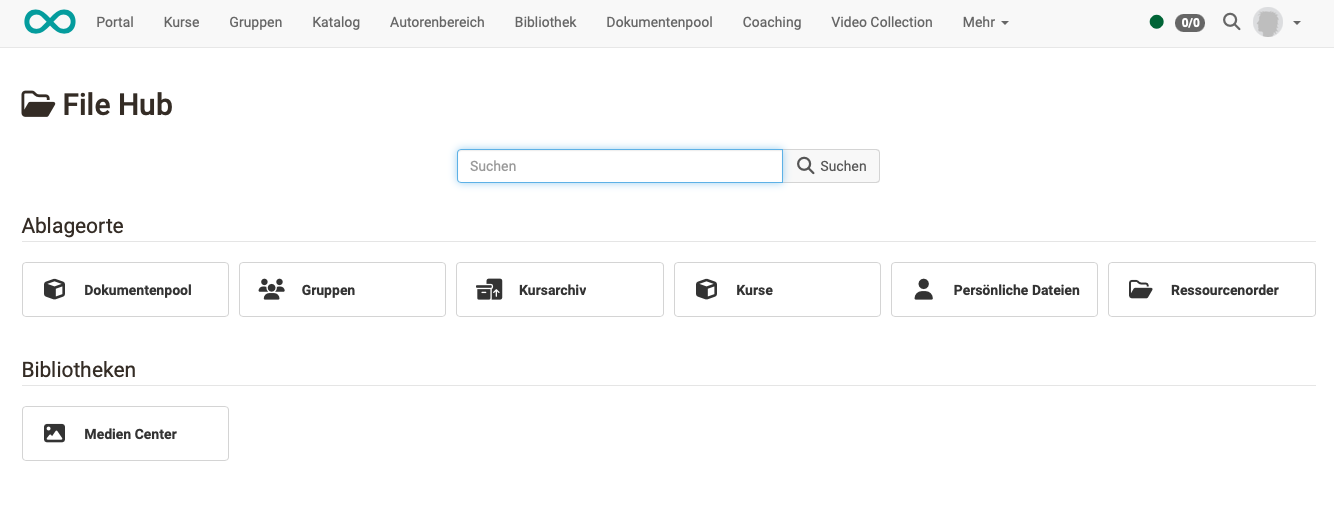 Portal Kurse Gruppen Katalog Autorenbereich Bibliothek Dokumentenpool Coaching Video Collection Mehr 0/0
File Hub
Suchen Suchen
Ablageorte
Dokumentenpool Gruppen Kursarchiv Kurse Persönliche Dateien Ressourcenorder
Bibliotheken
Medien Center